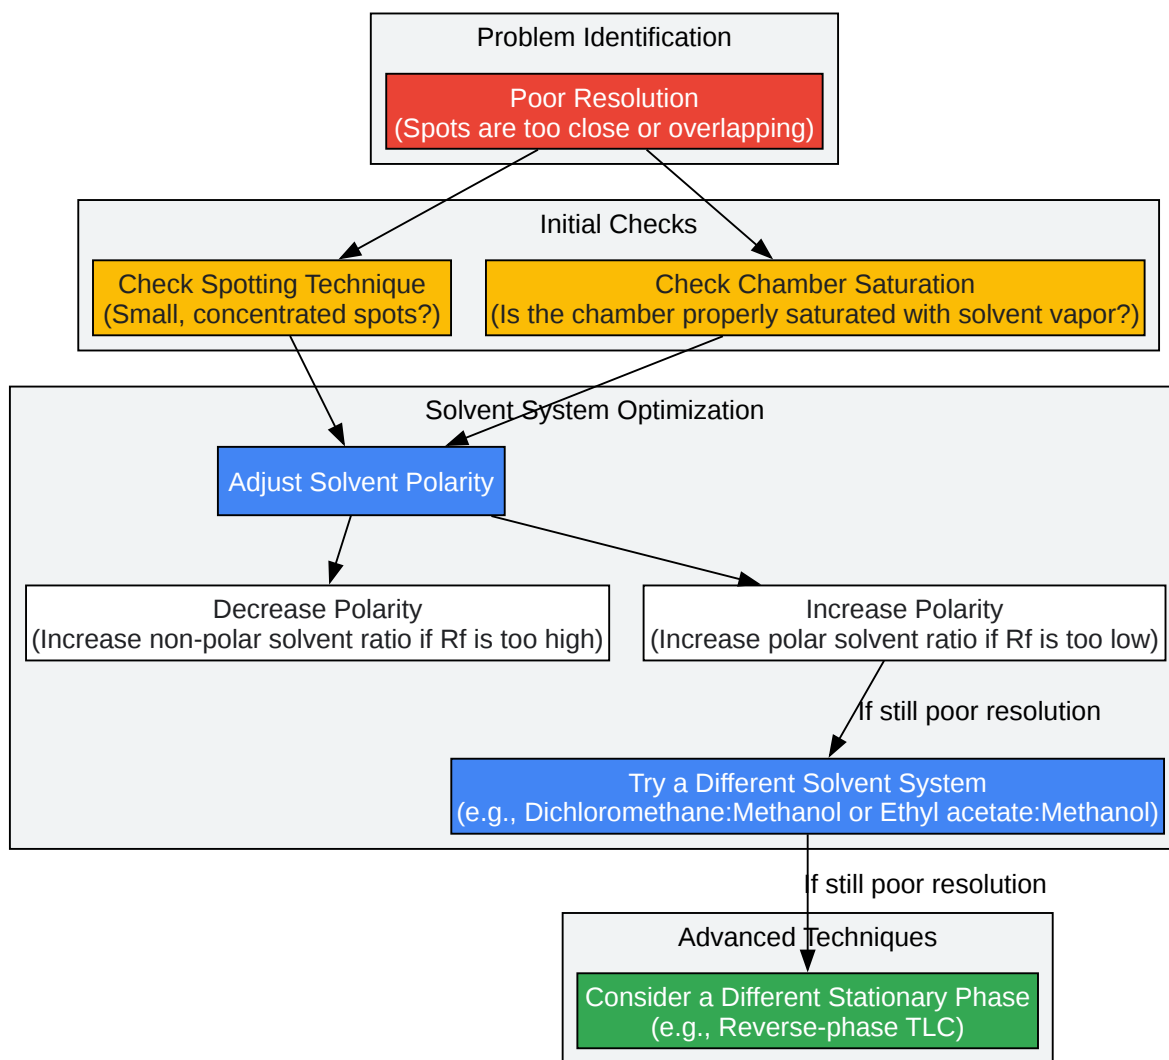 Problem Identification
Poor Resolution
(Spots are too close or overlapping)
Initial Checks
Check Spotting Technique
(Small, concentrated spots?)
Check Chamber Saturation
(Is the chamber properly saturated with solvent vapor?)
Solvent System Optimization
Adjust Solvent Polarity
Decrease Polarity
(Increase non-polar solvent ratio if Rf is too high)
Increase Polarity
(Increase polar solvent ratio if Rf is too low)
If still poor resolution
Try a Different Solvent System
(e.g., Dichloromethane:Methanol or Ethyl acetate:Methanol)
If still poor resolution
Advanced Techniques
Consider a Different Stationary Phase
(e.g., Reverse-phase TLC)